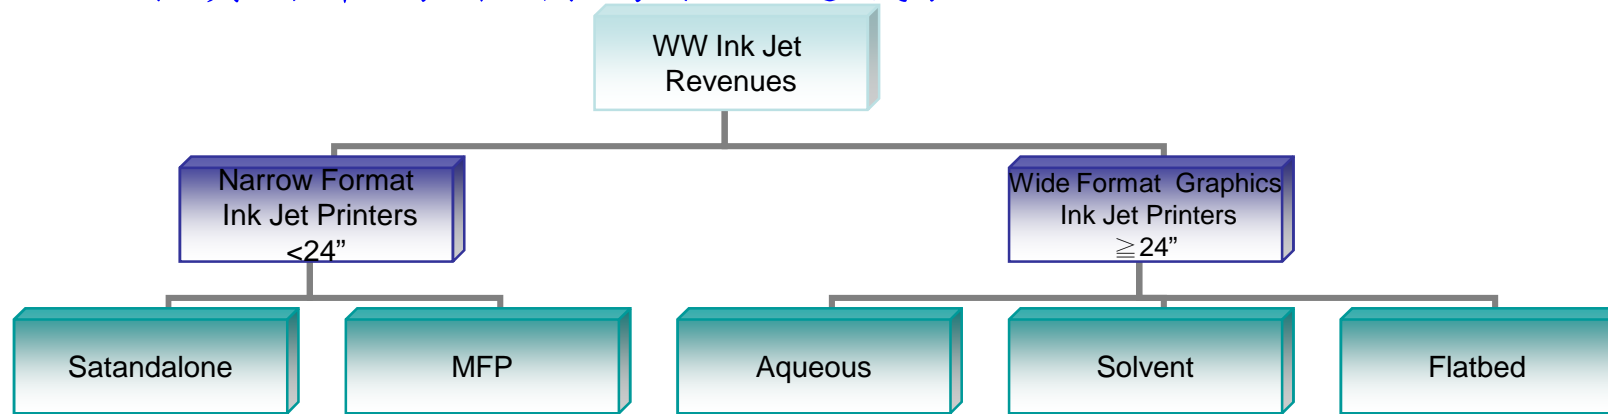 WW Ink Jet
Revenues
Narrow Format
Ink Jet Printers
<24”
Wide Format Graphics
Ink Jet Printers
≧24”
Satandalone
MFP
Aqueous
Solvent
Flatbed